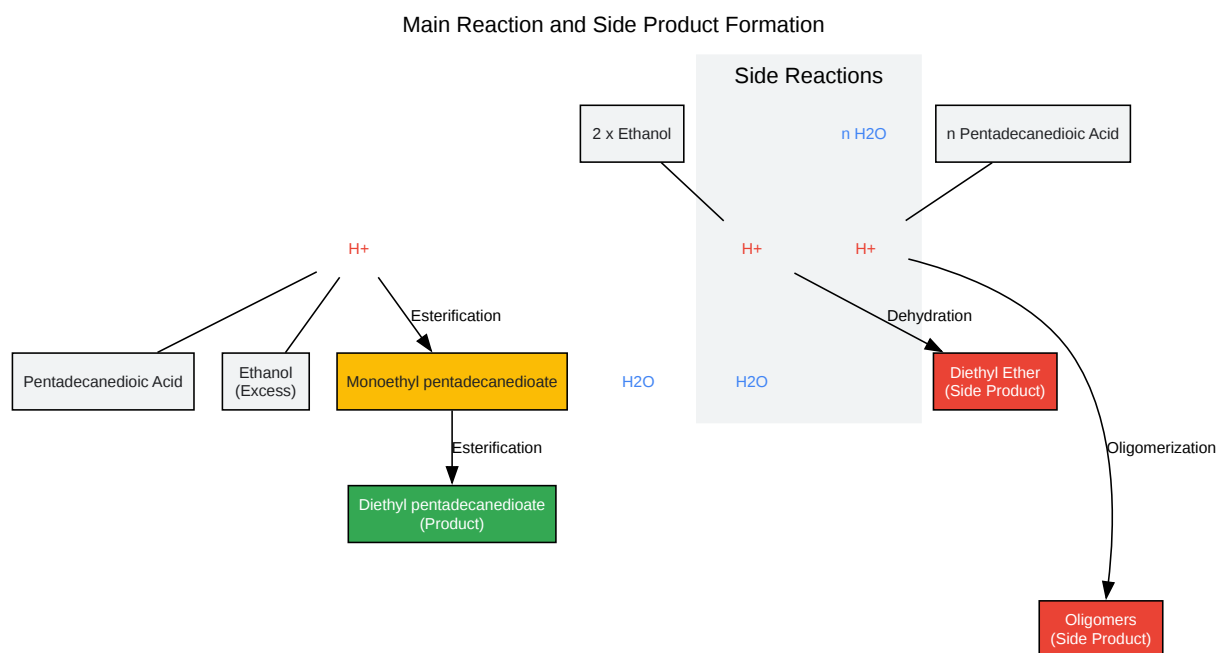 Main Reaction and Side Product Formation
Side Reactions
2 x Ethanol
n H2O
n Pentadecanedioic Acid
H+
H+
H+
Esterification
Dehydration
Pentadecanedioic Acid
Ethanol
(Excess)
Monoethyl pentadecanedioate
H2O
H2O
Diethyl Ether
(Side Product)
Esterification
Oligomerization
Diethyl pentadecanedioate
(Product)
Oligomers
(Side Product)